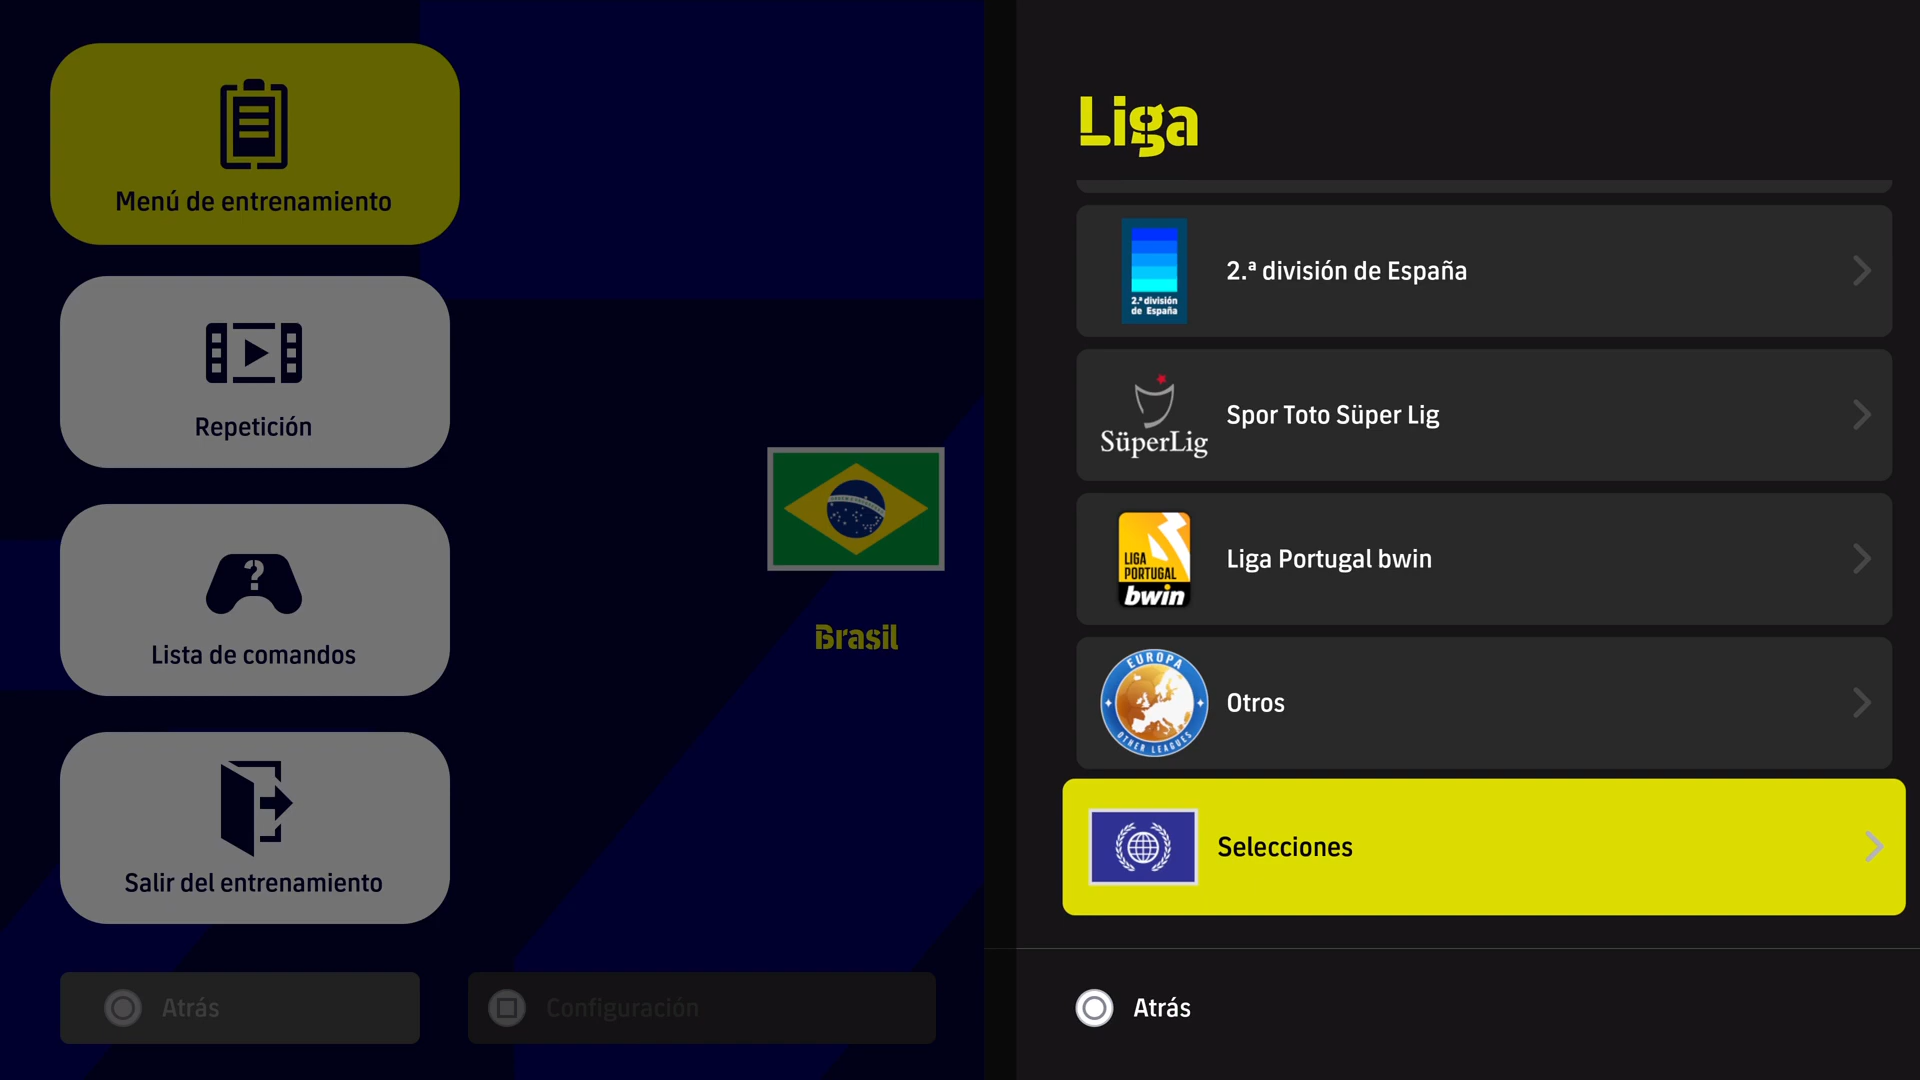 Menú de entrenamiento
Repetición
Lista de comandos
Salir del entrenamiento
Atrás
Configuración
Brasil
Liga
2.ª división
de España
2.ª división de España
SüperLig
Spor Toto Süper Lig
LIGA
PORTUGAL
bwin
Liga Portugal bwin
EUROPA
OTHER LEAGUES
Otros
Selecciones
Atrás